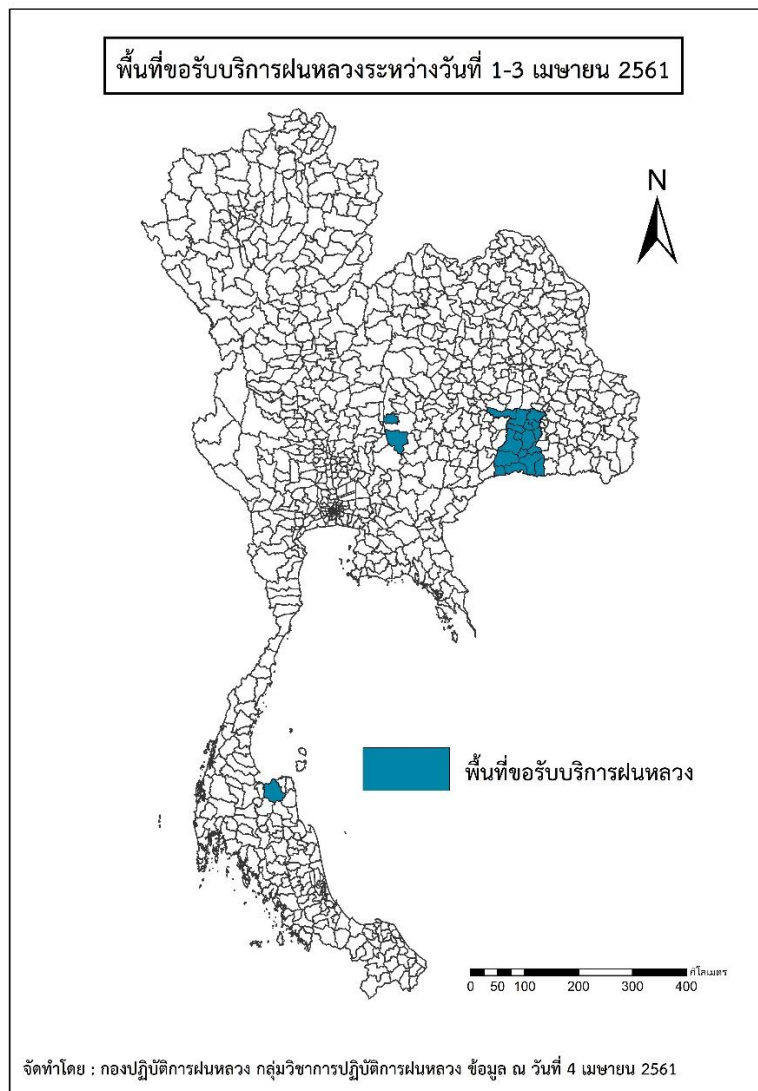 พื้นที่ขอรับบริการฝนหลวงระหว่างวันที่ 1-3 เมษายน 2561
N
พื้นที่ขอรับบริการฝนหลวง
กิโลเมตร
0 50 100 200 300 400
จัดทำโดย : กองปฏิบัติการฝนหลวง กลุ่มวิชาการปฏิบัติการฝนหลวง ข้อมูล ณ วันที่ 4 เมษายน 2561